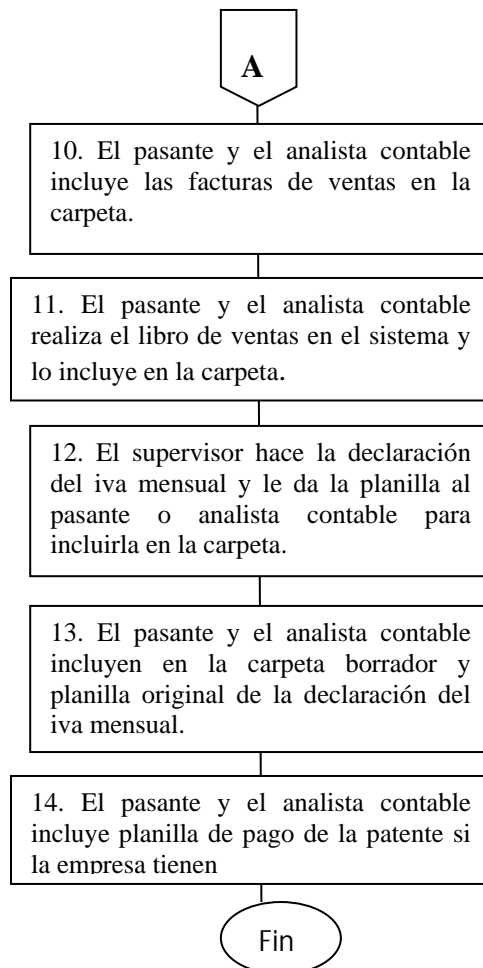 A
10. El pasante y el analista contable
incluye las facturas de ventas en la
carpeta.
11. El pasante y el analista contable
realiza el libro de ventas en el sistema y
lo incluye en la carpeta.
12. El supervisor hace la declaración
del iva mensual y le da la planilla al
pasante o analista contable para
incluirla en la carpeta.
13. El pasante y el analista contable
incluyen en la carpeta borrador y
planilla original de la declaración del
iva mensual.
14. El pasante y el analista contable
incluye planilla de pago de la patente si
la empresa tienen
Fin